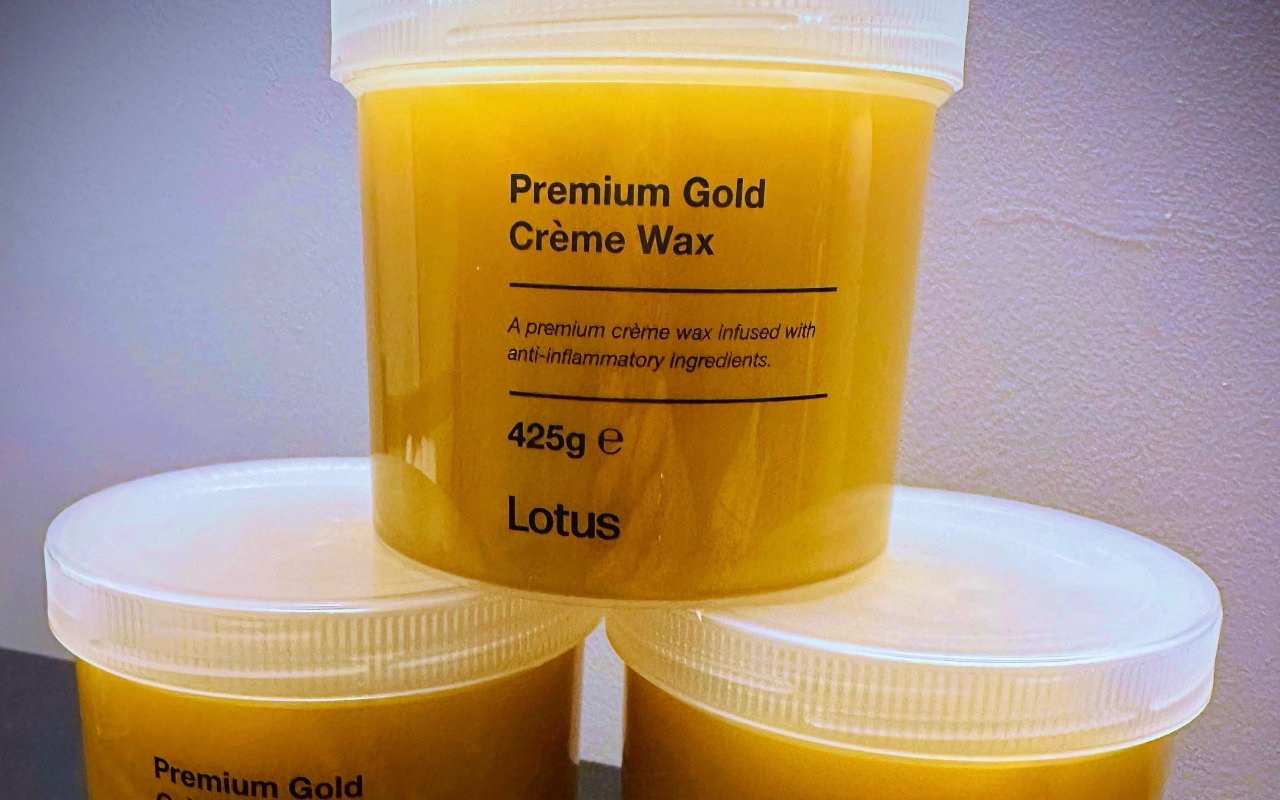 Premium Gold
Crème Wax
A premium crème wax infused with
anti-inflammatory ingredients.
425g ℮
Lotus
Premium Gold